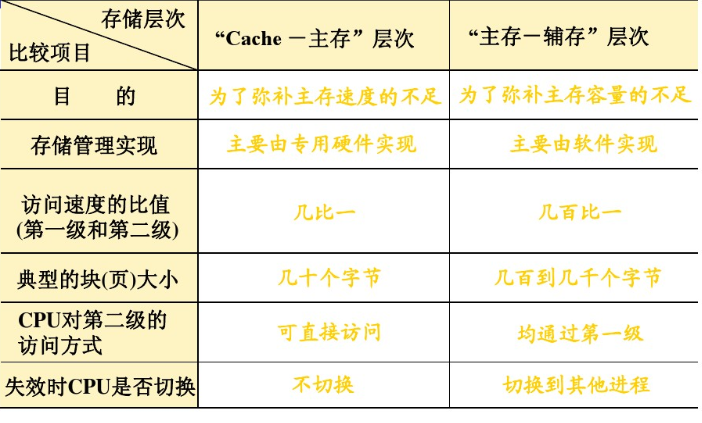 存储层次
比较项目
“Cache －主存”层次
“主存－辅存”层次
目 的
为了弥补主存速度的不足
为了弥补主存容量的不足
存储管理实现
主要由专用硬件实现
主要由软件实现
访问速度的比值
(第一级和第二级)
几比一
几百比一
典型的块(页)大小
几十个字节
几百到几千个字节
CPU对第二级的
访问方式
可直接访问
均通过第一级
失效时CPU是否切换
不切换
切换到其他进程